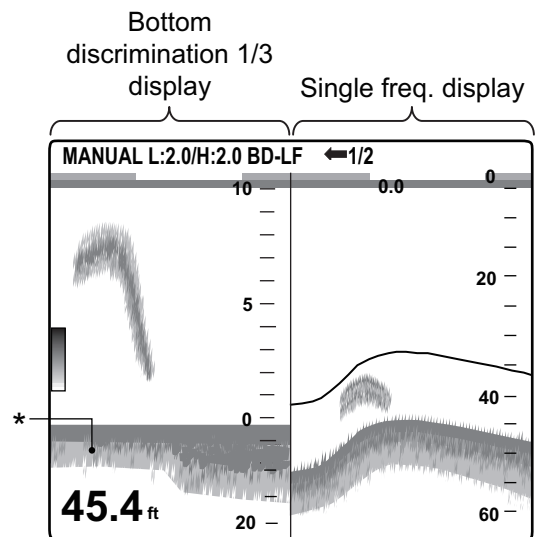 Bottom
discrimination 1/3
display
Single freq. display
MANUAL L:2.0/H:2.0 BD-LF ⬅1/2
10
5
0
20
0.0
0
20
40
60
*
45.4 ft